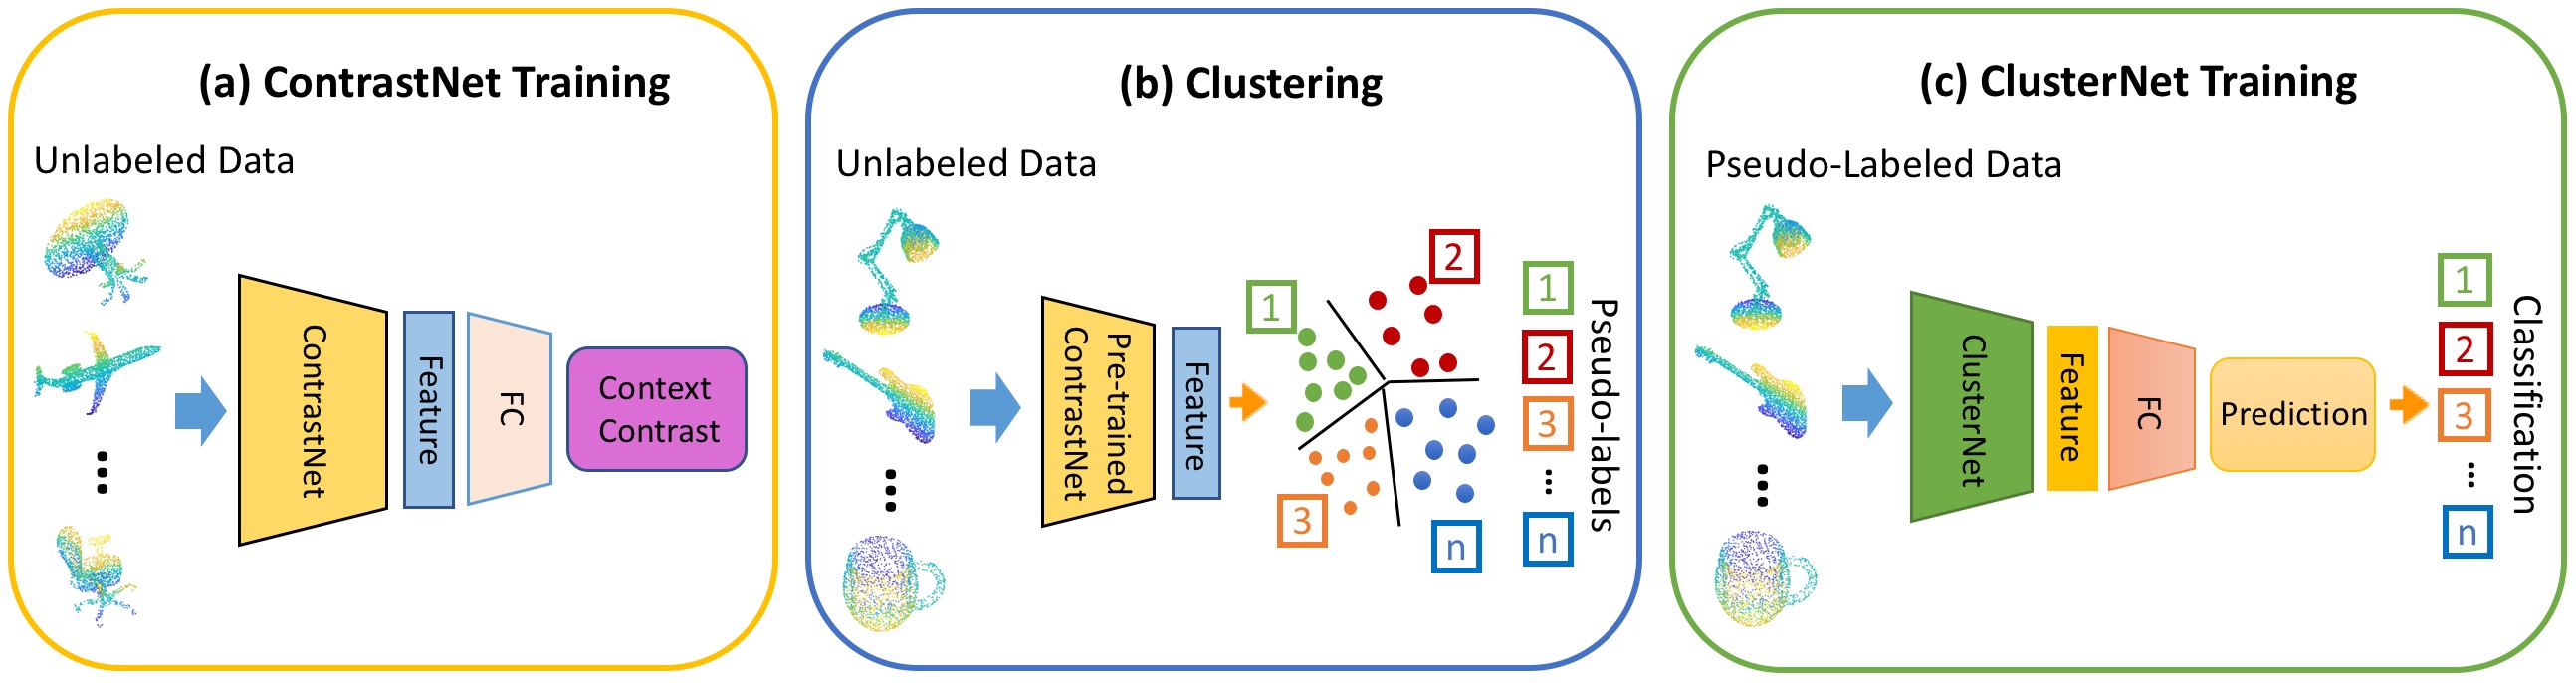 (a) ContrastNet Training
Unlabeled Data
ContrastNet
Feature
FC
Context
Contrast
(b) Clustering
Unlabeled Data
Pre-trained
ContrastNet
Feature
1
2
3
n
1
2
3
...
n
Pseudo-labels
(c) ClusterNet Training
Pseudo-Labeled Data
ClusterNet
Feature
FC
Prediction
1
2
3
...
n
Classification